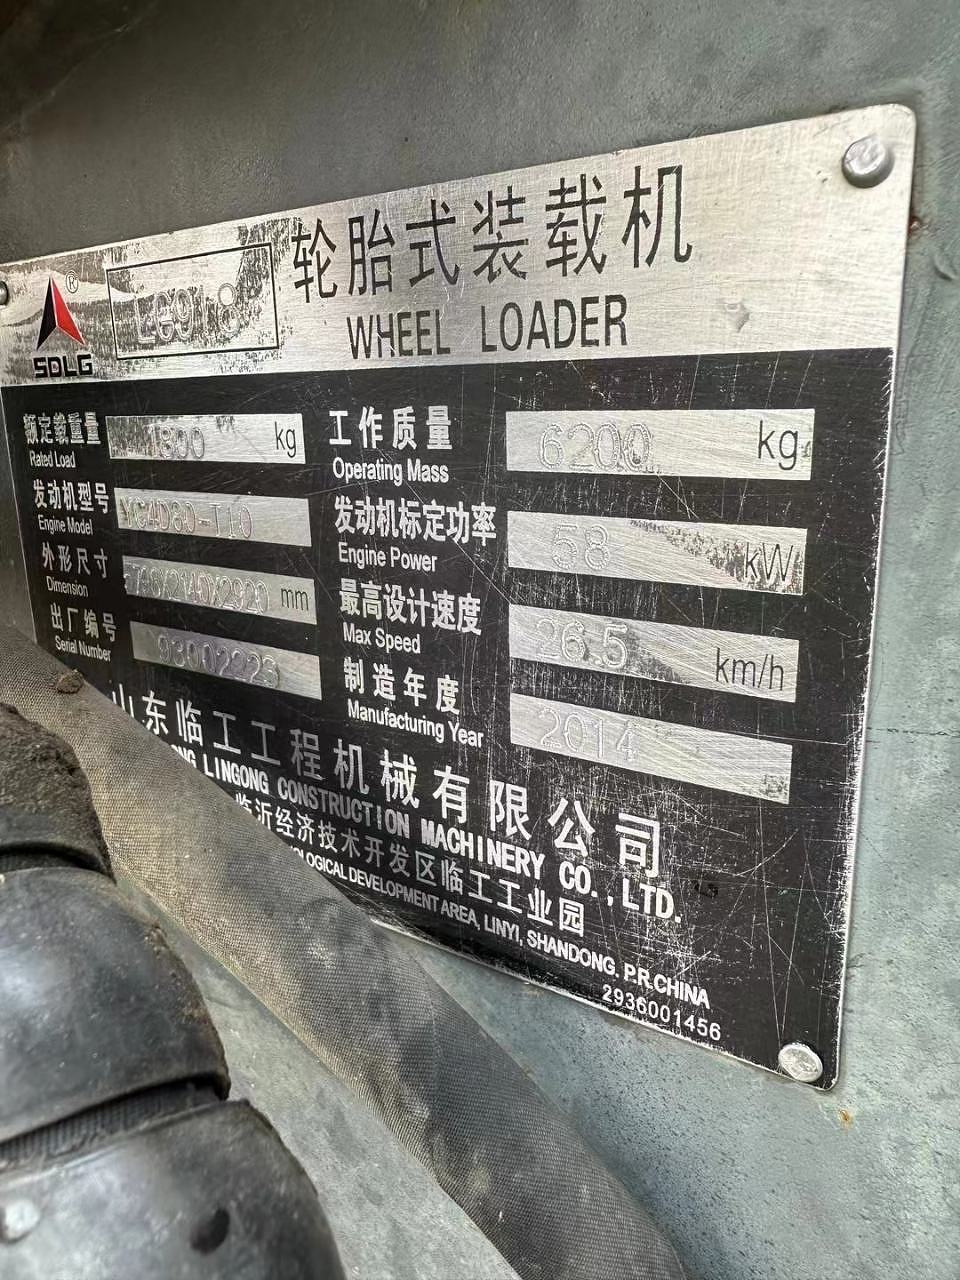 SDLG ®
LG918
轮胎式装载机
WHEEL LOADER
额定载重量
Rated Load
1800 kg
工作质量
Operating Mass
6200 kg
发动机型号
Engine Model
YC4D80-T10
发动机标定功率
Engine Power
58 kW
外形尺寸
Dimension
mm
最高设计速度
Max Speed
26.5 km/h
出厂编号
Serial Number
制造年度
Manufacturing Year
2014
山东临工工程机械有限公司
LINGONG CONSTRUCTION MACHINERY CO.,LTD.
临沂经济技术开发区临工工业园
DEVELOPMENT AREA, LINYI, SHANDONG. P.R.CHINA
2936001456